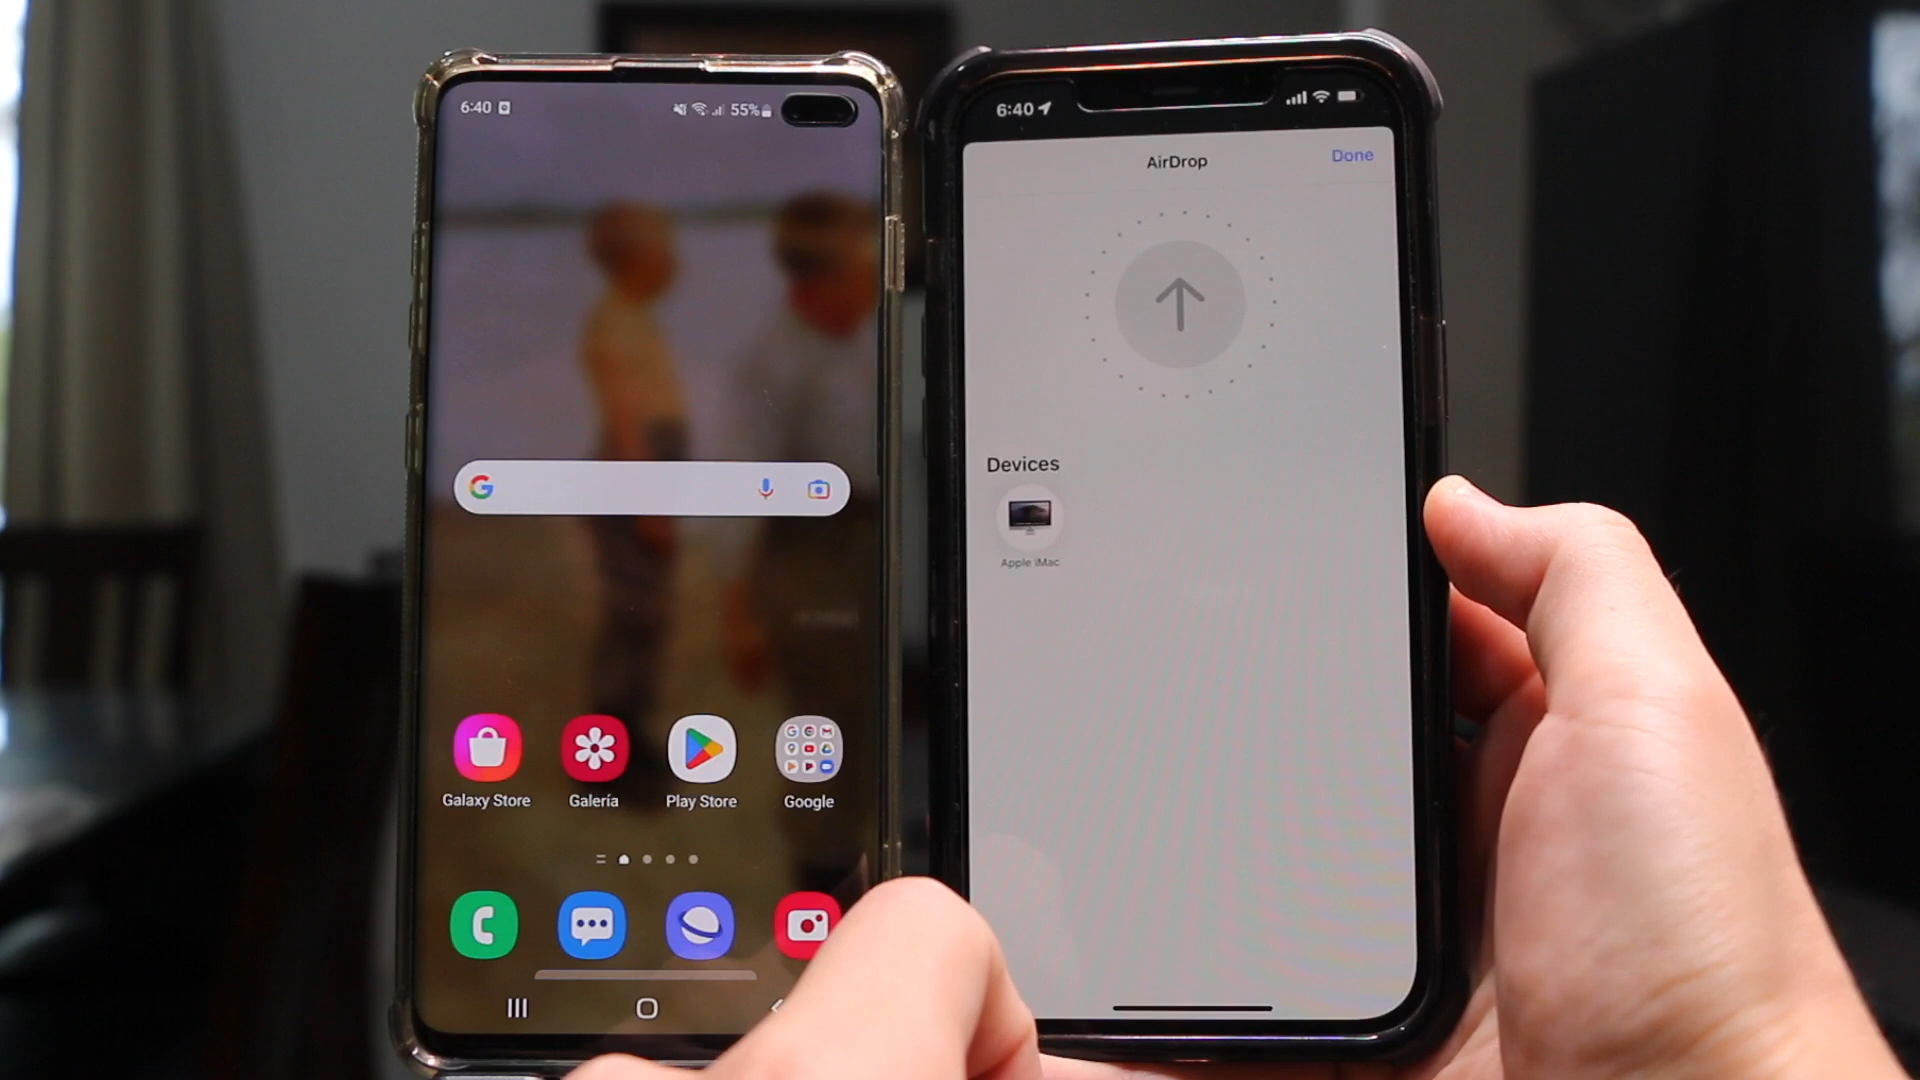 6:40
55%
Galaxy Store
Galería
Play Store
Google
6:40
AirDrop
Done
Devices
Apple iMac